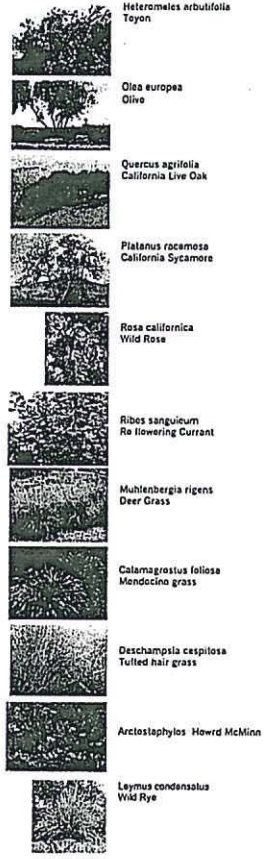 Heteromeles arbutifolia
Toyon
Olea europea
Olive
Quercus agrifolia
California Live Oak
Platanus racemosa
California Sycamore
Rosa californica
Wild Rose
Ribes sanguieum
Re flowering Currant
Muhlenbergia rigens
Deer Grass
Calamagrostus foliosa
Mendocino grass
Deschampsia cespitosa
Tufted hair grass
Arctostaphylos Howrd McMinn
Leymus condensatus
Wild Rye